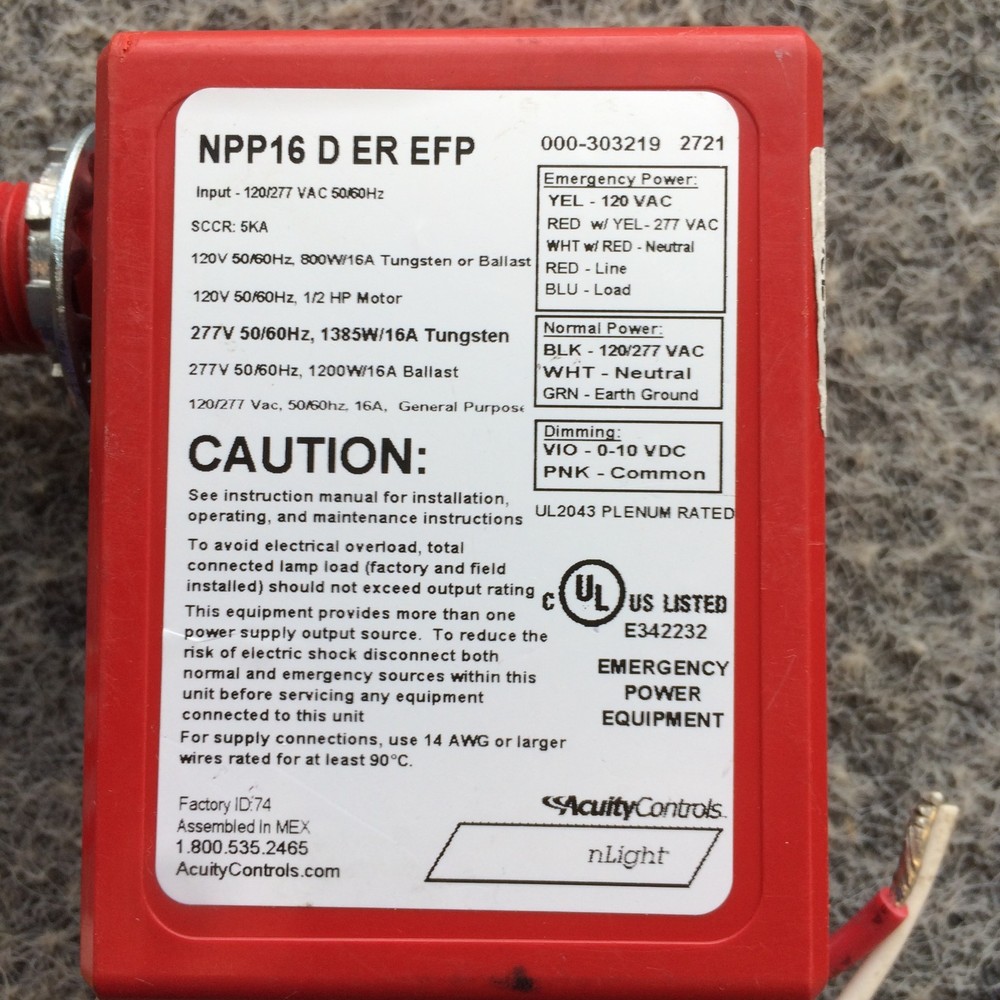 NPP16 D ER EFP
000-303219 2721
Input - 120/277 VAC 50/60Hz
SCCR: 5KA
120V 50/60Hz, 800W/16A Tungsten or Ballast
120V 50/60Hz, 1/2 HP Motor
277V 50/60Hz, 1385W/16A Tungsten
277V 50/60Hz, 1200W/16A Ballast
120/277 Vac, 50/60hz, 16A, General Purpose
Emergency Power:
YEL - 120 VAC
RED w/ YEL- 277 VAC
WHT w/ RED - Neutral
RED - Line
BLU - Load
Normal Power:
BLK - 120/277 VAC
WHT - Neutral
GRN - Earth Ground
Dimming:
VIO - 0-10 VDC
PNK - Common
UL2043 PLENUM RATED
CAUTION:
See instruction manual for installation,
operating, and maintenance instructions
To avoid electrical overload, total
connected lamp load (factory and field
installed) should not exceed output rating
This equipment provides more than one
power supply output source. To reduce the
risk of electric shock disconnect both
normal and emergency sources within this
unit before servicing any equipment
connected to this unit
For supply connections, use 14 AWG or larger
wires rated for at least 90°C.
C UL US LISTED
E342232
EMERGENCY
POWER
EQUIPMENT
Factory ID:74
Assembled In MEX
1.800.535.2465
AcuityControls.com
AcuityControls.
nLight